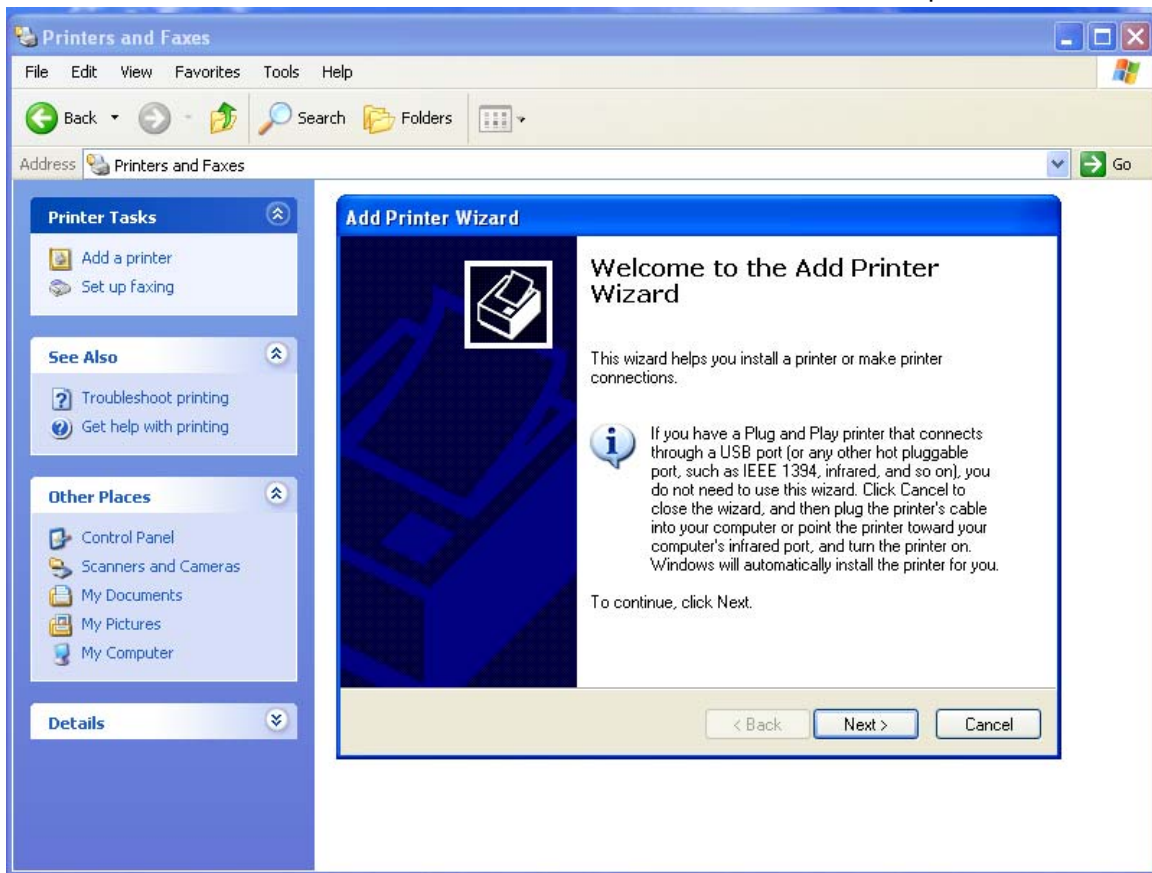 Printers and Faxes
File Edit View Favorites Tools Help
Back Search Folders
Address Printers and Faxes Go
Printer Tasks
Add a printer
Set up faxing
See Also
Troubleshoot printing
Get help with printing
Other Places
Control Panel
Scanners and Cameras
My Documents
My Pictures
My Computer
Details
Add Printer Wizard
Welcome to the Add Printer
Wizard
This wizard helps you install a printer or make printer
connections.
If you have a Plug and Play printer that connects
through a USB port (or any other hot pluggable
port, such as IEEE 1394, infrared, and so on), you
do not need to use this wizard. Click Cancel to
close the wizard, and then plug the printer's cable
into your computer or point the printer toward your
computer's infrared port, and turn the printer on.
Windows will automatically install the printer for you.
To continue, click Next.
< Back Next > Cancel